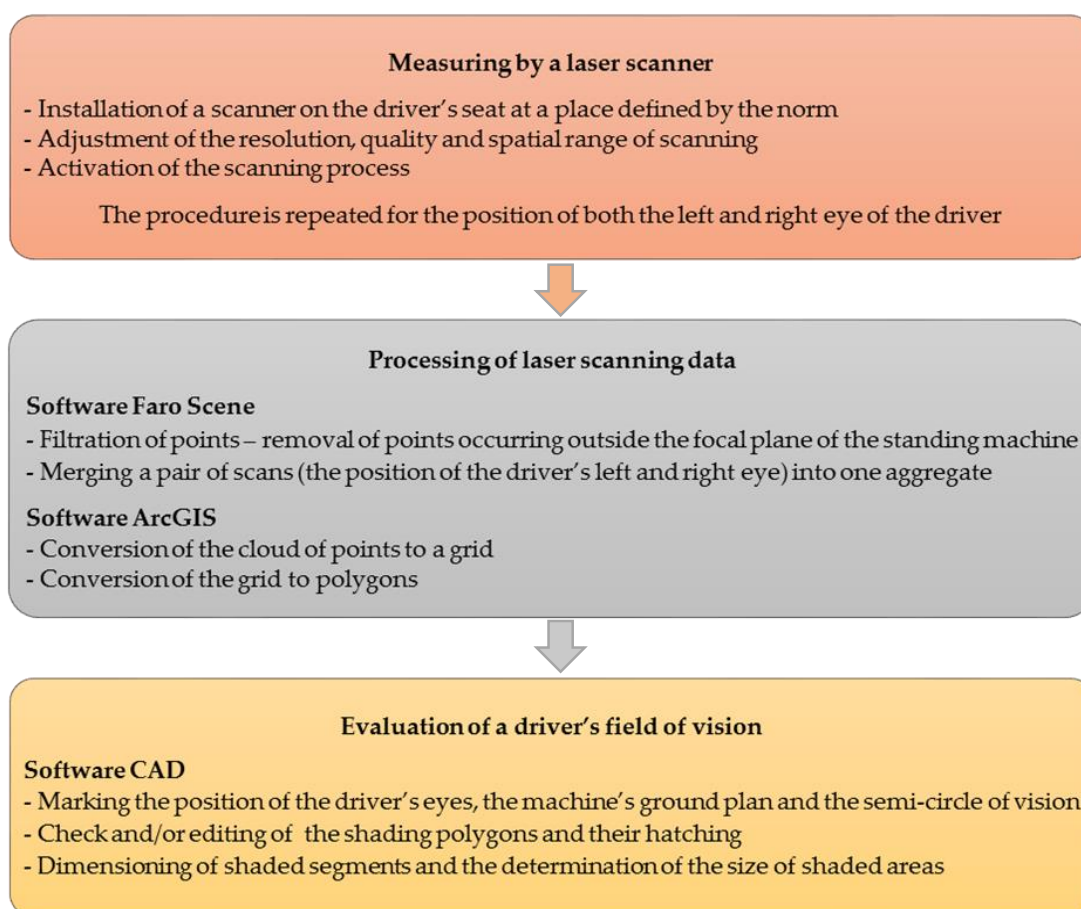 Measuring by a laser scanner
- Installation of a scanner on the driver’s seat at a place defined by the norm
- Adjustment of the resolution, quality and spatial range of scanning
- Activation of the scanning process
The procedure is repeated for the position of both the left and right eye of the driver
Processing of laser scanning data
Software Faro Scene
- Filtration of points – removal of points occurring outside the focal plane of the standing machine
- Merging a pair of scans (the position of the driver’s left and right eye) into one aggregate
Software ArcGIS
- Conversion of the cloud of points to a grid
- Conversion of the grid to polygons
Evaluation of a driver’s field of vision
Software CAD
- Marking the position of the driver’s eyes, the machine’s ground plan and the semi-circle of vision
- Check and/or editing of the shading polygons and their hatching
- Dimensioning of shaded segments and the determination of the size of shaded areas